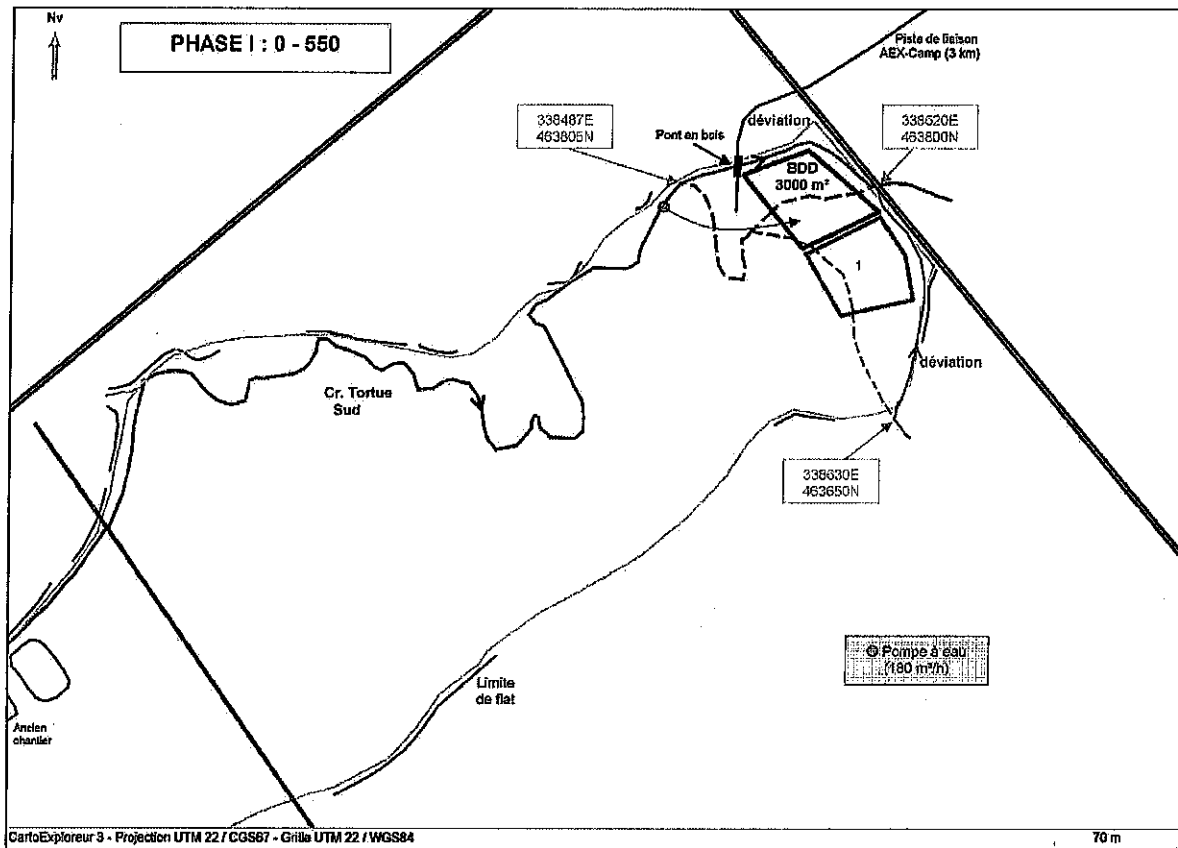 Nv
PHASE I : 0 - 550
Piste de liaison
AEX-Camp (3 km)
338487E
463805N
Pont en bois
déviation
338620E
463800N
BDD
3000 m²
1
déviation
Cr. Tortue
Sud
338630E
463650N
Pompe à eau
(180 m³/h)
Limite
de flat
Ancien
chantier
CartoExploreur 3 - Projection UTM 22 / CGS67 - Grille UTM 22 / WGS84
70 m